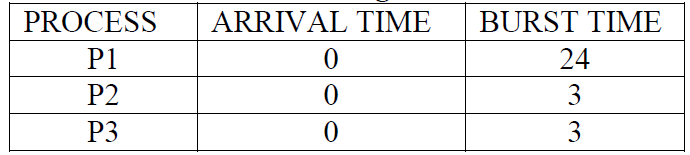 PROCESS ARRIVAL TIME BURST TIME
P1 0 24
P2 0 3
P3 0 3